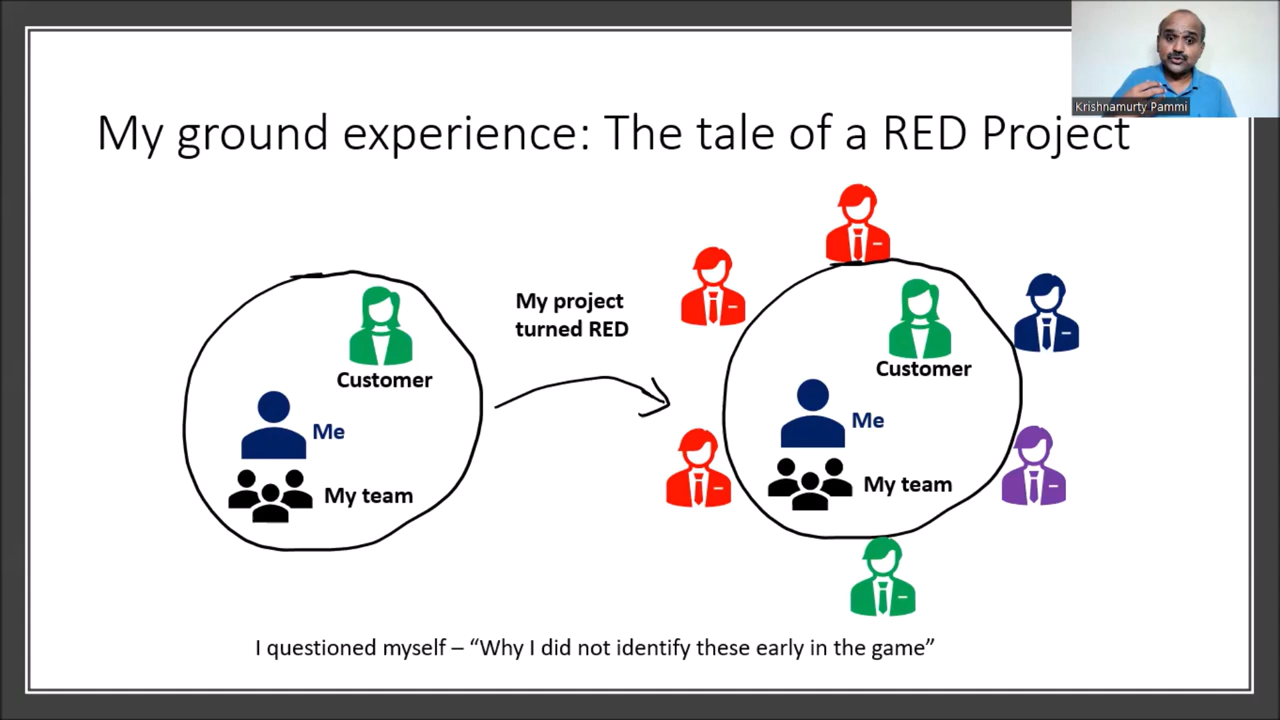 Krishnamurty Pammi
My ground experience: The tale of a RED Project
My project
turned RED
Customer
Me
My team
Customer
Me
My team
I questioned myself – “Why I did not identify these early in the game”